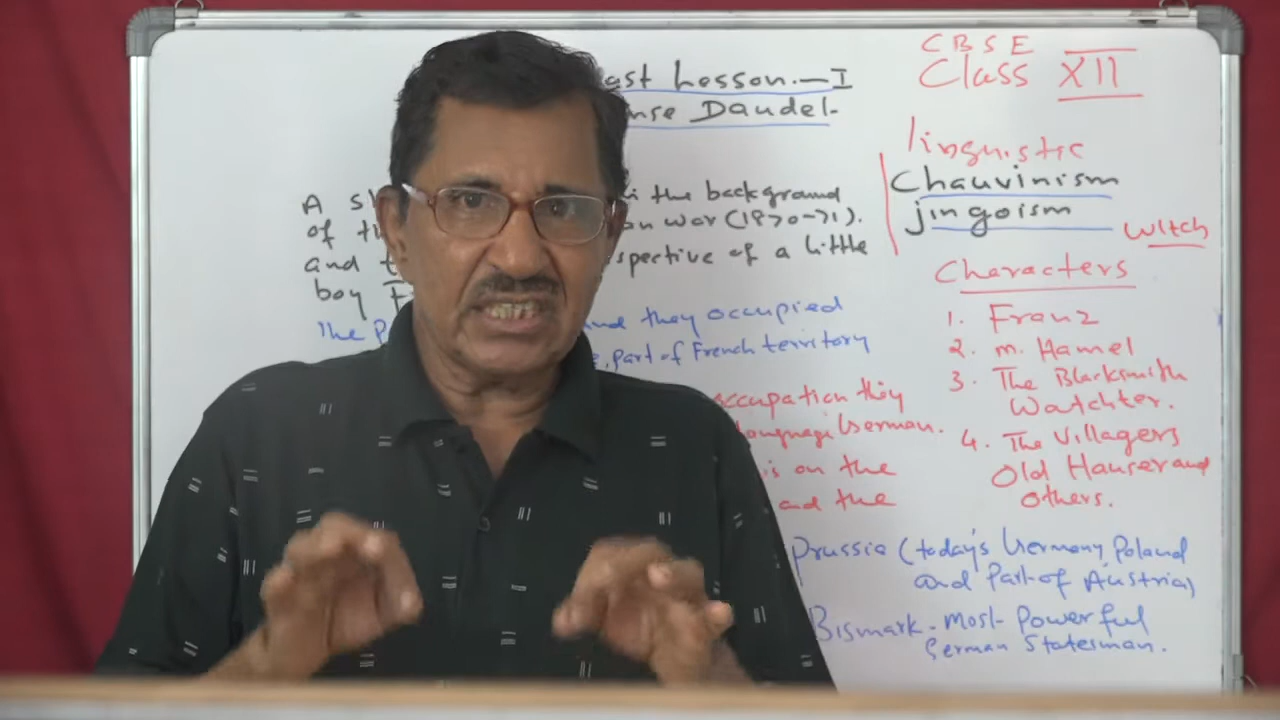 ast Lesson.—I
nse Daudel.
A s
the background
of t
on war (1870-71).
and t
spective of a little
boy F
The P
and they occupied
, part of French territory
occupation they
language German.
is on the
and the
CBSE
Class XII
linguistic
Chauvinism
jingoism
witch
Characters
1. Franz
2. M. Hamel
3. The Blacksmith
Watchter.
4. The Villagers
Old Hauser and
others.
Prussia (today's Germany, Poland
and Part of Austria)
Bismark - most Powerful
German Statesman.